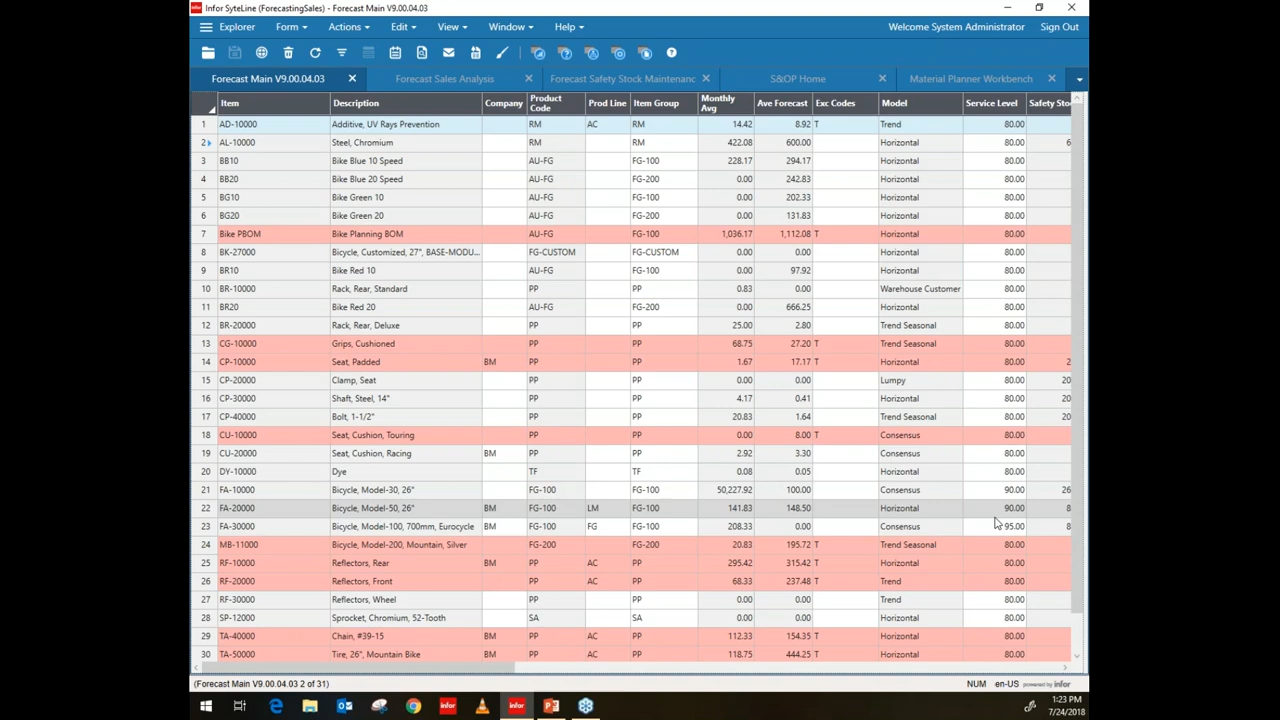 Infor SyteLine (ForecastingSales) - Forecast Main V9.00.04.03
Explorer Form Actions Edit View Window Help Welcome System Administrator Sign Out
Forecast Main V9.00.04.03 Forecast Sales Analysis Forecast Safety Stock Maintenanc S&OP Home Material Planner Workbench
Item Description Company Product Code Prod Line Item Group Monthly Avg Ave Forecast Exc Codes Model Service Level Safety Sto
1 AD-10000 Additive, UV Rays Prevention RM AC RM 14.42 8.92 T Trend 80.00
2 AL-10000 Steel, Chromium RM RM 422.08 600.00 Horizontal 80.00 6
3 BB10 Bike Blue 10 Speed AU-FG FG-100 228.17 294.17 Horizontal 80.00
4 BB20 Bike Blue 20 Speed AU-FG FG-200 0.00 242.83 Horizontal 80.00
5 BG10 Bike Green 10 AU-FG FG-100 0.00 202.33 Horizontal 80.00
6 BG20 Bike Green 20 AU-FG FG-200 0.00 131.83 Horizontal 80.00
7 Bike PBOM Bike Planning BOM AU-FG FG-100 1,036.17 1,112.08 T Horizontal 80.00
8 BK-27000 Bicycle, Customized, 27", BASE-MODU... FG-CUSTOM FG-CUSTOM 0.00 0.00 Horizontal 80.00
9 BR10 Bike Red 10 AU-FG FG-100 0.00 97.92 Horizontal 80.00
10 BR-10000 Rack, Rear, Standard PP PP 0.83 0.00 Warehouse Customer 80.00
11 BR20 Bike Red 20 AU-FG FG-200 0.00 666.25 Horizontal 80.00
12 BR-20000 Rack, Rear, Deluxe PP PP 25.00 2.80 Trend Seasonal 80.00
13 CG-10000 Grips, Cushioned PP PP 68.75 27.20 T Trend Seasonal 80.00
14 CP-10000 Seat, Padded BM PP PP 1.67 17.17 T Horizontal 80.00 2
15 CP-20000 Clamp, Seat PP PP 0.00 0.00 Lumpy 80.00 20
16 CP-30000 Shaft, Steel, 14" PP PP 4.17 0.41 Horizontal 80.00 20
17 CP-40000 Bolt, 1-1/2" PP PP 20.83 1.64 Trend Seasonal 80.00 20
18 CU-10000 Seat, Cushion, Touring PP PP 0.00 8.00 T Consensus 80.00
19 CU-20000 Seat, Cushion, Racing BM PP PP 2.92 3.30 Consensus 80.00
20 DY-10000 Dye TF TF 0.08 0.05 Horizontal 80.00
21 FA-10000 Bicycle, Model-30, 26" FG-100 FG-100 50,227.92 100.00 Consensus 90.00 26
22 FA-20000 Bicycle, Model-50, 26" BM FG-100 LM FG-100 141.83 148.50 Horizontal 90.00 8
23 FA-30000 Bicycle, Model-100, 700mm, Eurocycle BM FG-100 FG FG-100 208.33 0.00 Consensus 95.00 8
24 MB-11000 Bicycle, Model-200, Mountain, Silver FG-200 FG-200 20.83 195.72 T Trend Seasonal 80.00
25 RF-10000 Reflectors, Rear BM PP AC PP 295.42 315.42 T Horizontal 80.00
26 RF-20000 Reflectors, Front PP AC PP 68.33 237.48 T Trend 80.00
27 RF-30000 Reflectors, Wheel PP PP 0.00 0.00 Trend 80.00
28 SP-12000 Sprocket, Chromium, 52-Tooth SA SA 0.00 0.00 Horizontal 80.00
29 TA-40000 Chain, #39-15 BM PP AC PP 112.33 154.35 T Horizontal 80.00
30 TA-50000 Tire, 26", Mountain Bike BM PP AC PP 118.75 444.25 T Horizontal 80.00
(Forecast Main V9.00.04.03 2 of 31) NUM en-US powered by infor
infor infor 1:23 PM
7/24/2018